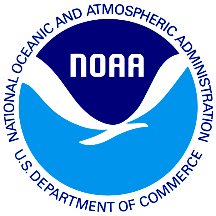 NATIONAL OCEANIC AND ATMOSPHERIC ADMINISTRATION
NOAA
U.S. DEPARTMENT OF COMMERCE